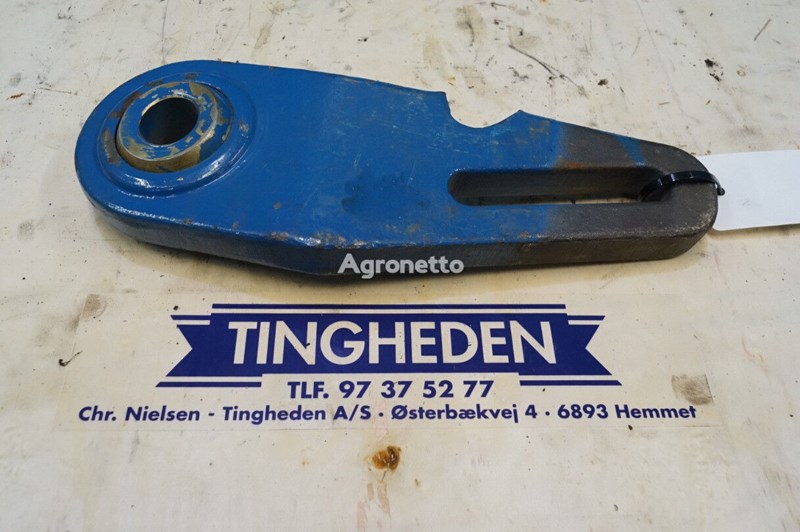 Agronetto
TINGHEDEN
TLF. 97 37 52 77
Chr. Nielsen - Tingheden A/S - Østerbækvej 4 - 6893 Hemmet